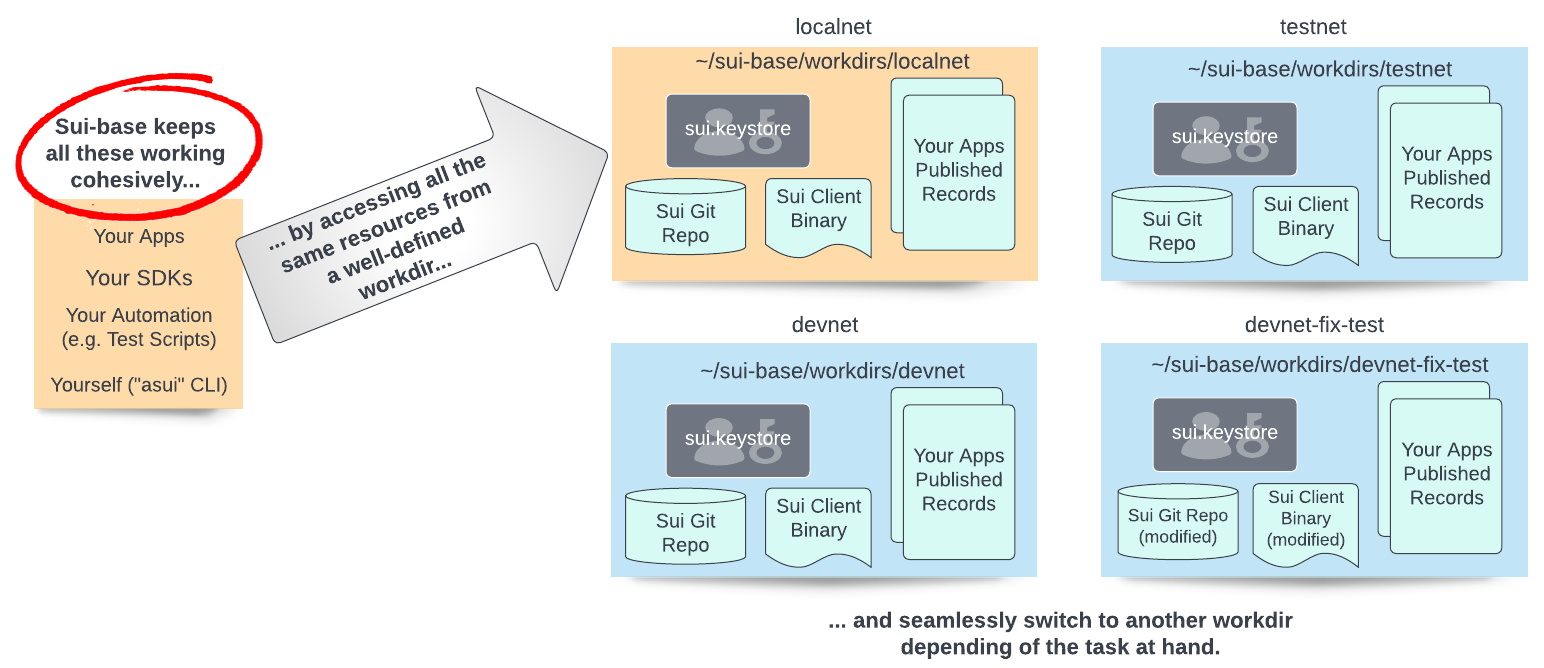 Sui-base keeps
all these working
cohesively...
Your Apps
Your SDKs
Your Automation
(e.g. Test Scripts)
Yourself ("asui" CLI)
... by accessing all the
same resources from
a well-defined
workdir...
localnet
~/sui-base/workdirs/localnet
sui.keystore
Sui Git
Repo
Sui Client
Binary
Your Apps
Published
Records
testnet
~/sui-base/workdirs/testnet
sui.keystore
Sui Git
Repo
Sui Client
Binary
Your Apps
Published
Records
devnet
~/sui-base/workdirs/devnet
sui.keystore
Sui Git
Repo
Sui Client
Binary
Your Apps
Published
Records
devnet-fix-test
~/sui-base/workdirs/devnet-fix-test
sui.keystore
Sui Git Repo
(modified)
Sui Client
Binary
(modified)
Your Apps
Published
Records
... and seamlessly switch to another workdir
depending of the task at hand.